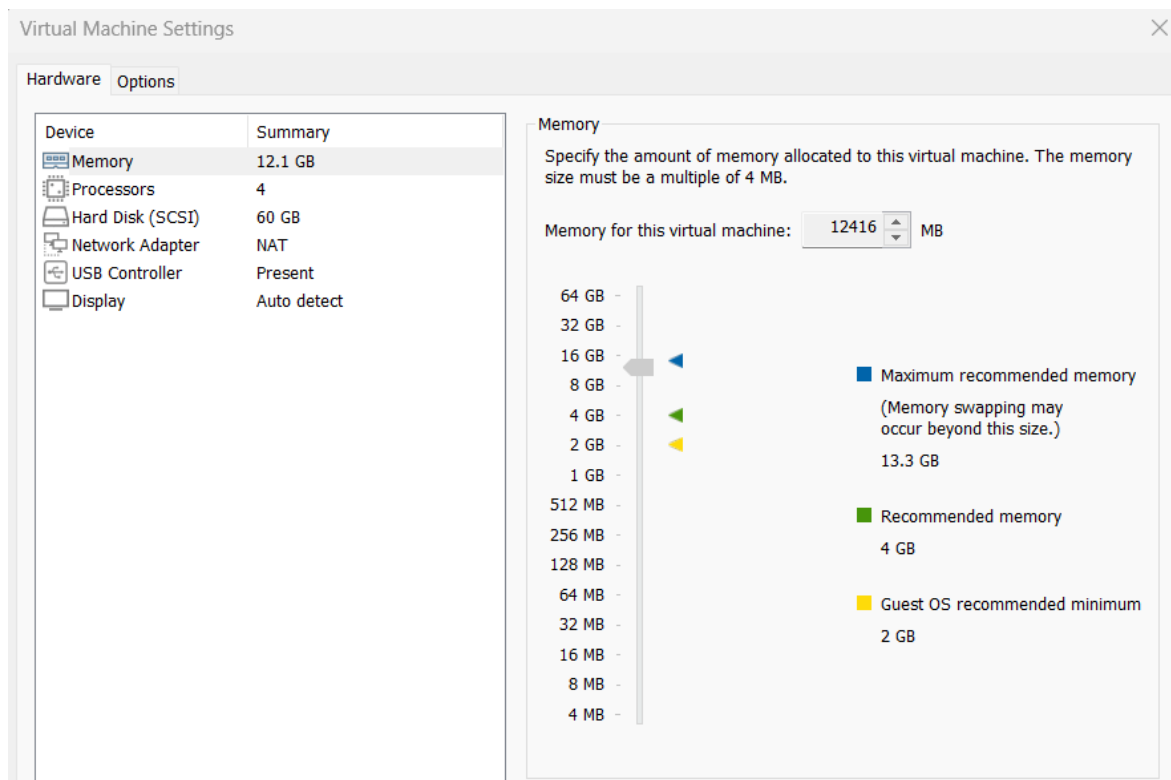 Virtual Machine Settings
Hardware Options
Device Summary
Memory 12.1 GB
Processors 4
Hard Disk (SCSI) 60 GB
Network Adapter NAT
USB Controller Present
Display Auto detect
Memory
Specify the amount of memory allocated to this virtual machine. The memory
size must be a multiple of 4 MB.
Memory for this virtual machine: 12416 MB
64 GB
32 GB
16 GB
8 GB
4 GB
2 GB
1 GB
512 MB
256 MB
128 MB
64 MB
32 MB
16 MB
8 MB
4 MB
Maximum recommended memory
(Memory swapping may
occur beyond this size.)
13.3 GB
Recommended memory
4 GB
Guest OS recommended minimum
2 GB